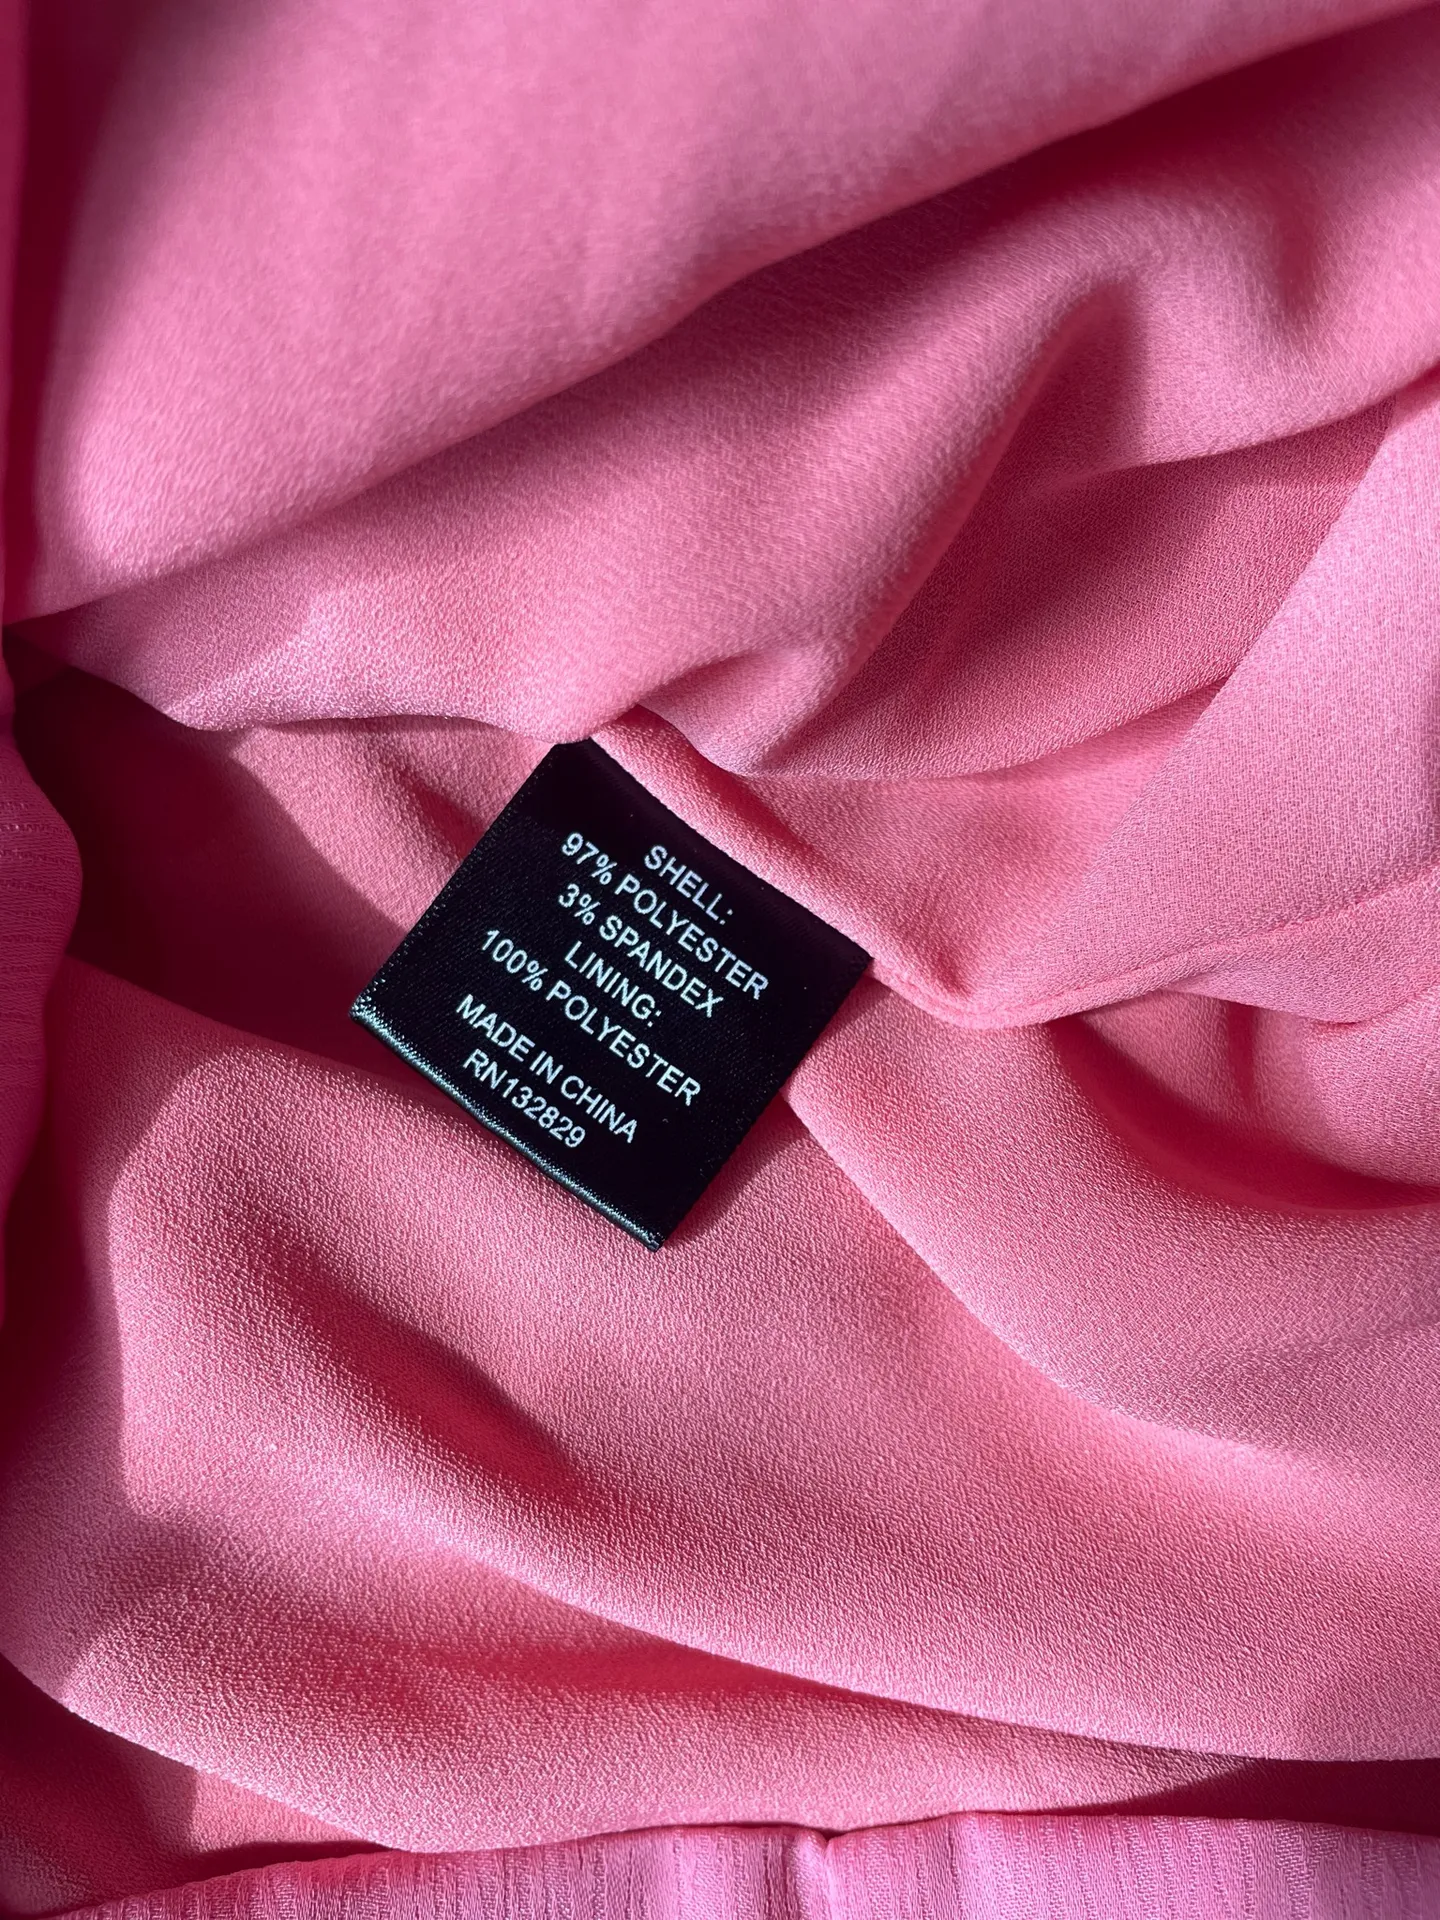 SHELL:
97% POLYESTER
3% SPANDEX
LINING:
100% POLYESTER
MADE IN CHINA
RN132829